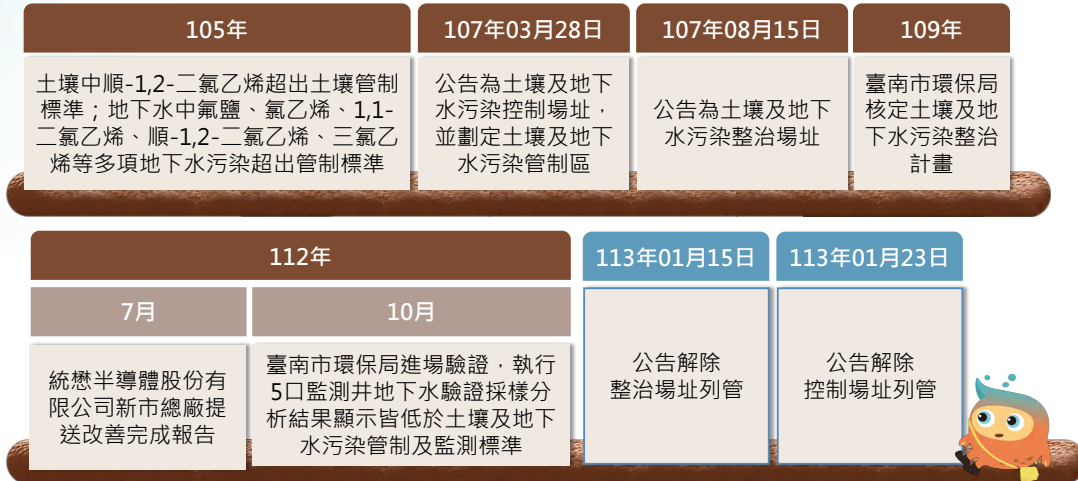 105年
土壤中順-1,2-二氯乙烯超出土壤管制
標準；地下水中氟鹽、氯乙烯、1,1-
二氯乙烯、順-1,2-二氯乙烯、三氯乙
烯等多項地下水污染超出管制標準
107年03月28日
公告為土壤及地下
水污染控制場址，
並劃定土壤及地下
水污染管制區
107年08月15日
公告為土壤及地下
水污染整治場址
109年
臺南市環保局
核定土壤及地
下水污染整治
計畫
112年
7月
統懋半導體股份有
限公司新市總廠提
送改善完成報告
10月
臺南市環保局進場驗證，執行
5口監測井地下水驗證採樣分
析結果顯示皆低於土壤及地下
水污染管制及監測標準
113年01月15日
公告解除
整治場址列管
113年01月23日
公告解除
控制場址列管